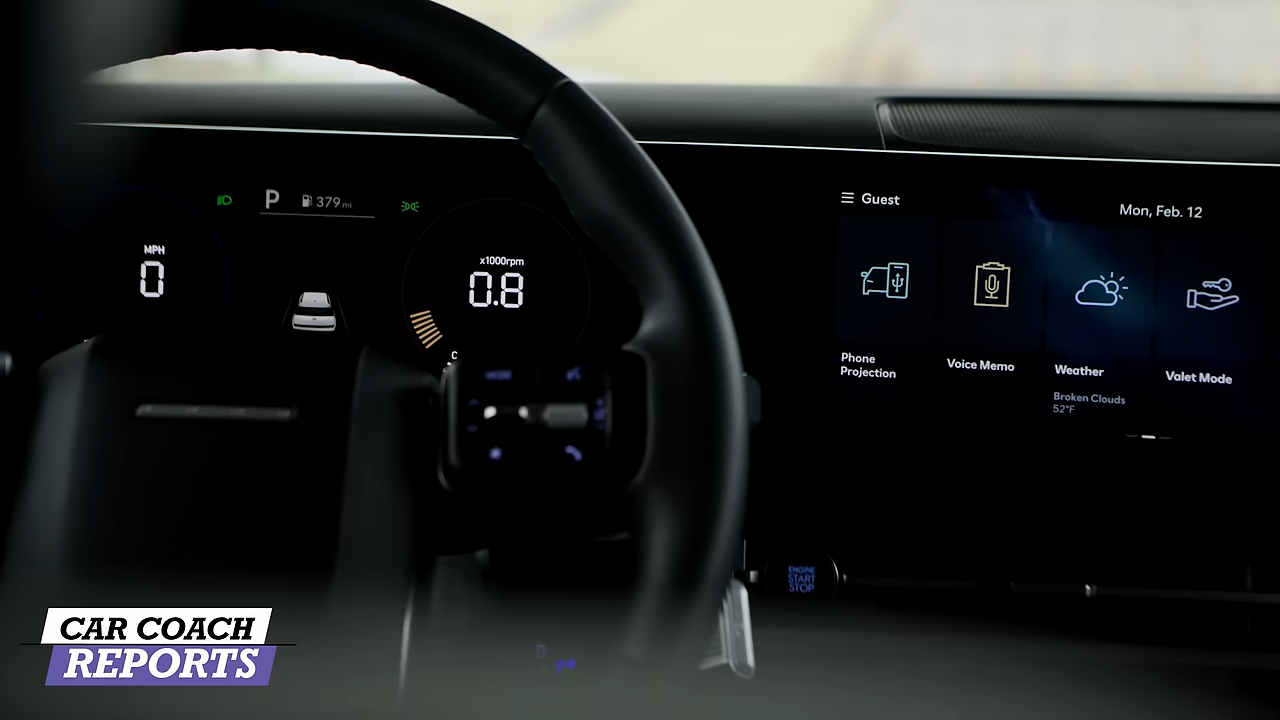 P
379 mi
MPH
0
x1000rpm
0.8
C
Guest
Mon, Feb. 12
Phone
Projection
Voice Memo
Weather
Broken Clouds
52°F
Valet Mode
MODE
ENGINE
START
STOP
CAR COACH
REPORTS